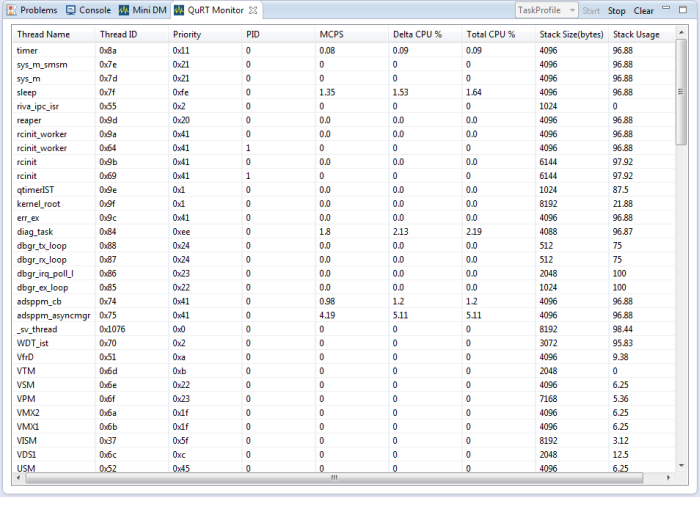 Problems Console Mini DM QuRT Monitor TaskProfile Start Stop Clear
Thread Name Thread ID Priority PID MCPS Delta CPU % Total CPU % Stack Size(bytes) Stack Usage
timer 0x8a 0x11 0 0.08 0.09 0.09 4096 96.88
sys_m_smsm 0x7e 0x21 0 0 0 0 4096 96.88
sys_m 0x7d 0x21 0 0 0 0 4096 96.88
sleep 0x7f 0xfe 0 1.35 1.53 1.64 4096 96.88
riva_ipc_isr 0x55 0x2 0 0 0 0 1024 0
reaper 0x9d 0x20 0 0.0 0.0 0.0 4096 96.88
rcinit_worker 0x9a 0x41 0 0.0 0.0 0.0 4096 96.88
rcinit_worker 0x64 0x41 1 0 0 0 4096 96.88
rcinit 0x9b 0x41 0 0.0 0.0 0.0 6144 97.92
rcinit 0x69 0x41 1 0 0 0 6144 97.92
qtimerIST 0x9e 0x1 0 0.0 0.0 0.0 1024 87.5
kernel_root 0x9f 0x1 0 0.0 0.0 0.0 8192 21.88
err_ex 0x9c 0x41 0 0.0 0.0 0.0 4096 96.88
diag_task 0x84 0xee 0 1.8 2.13 2.19 4088 96.87
dbgr_tx_loop 0x88 0x24 0 0.0 0.0 0.0 512 75
dbgr_rx_loop 0x87 0x24 0 0.0 0.0 0.0 512 75
dbgr_irq_poll_l 0x86 0x23 0 0.0 0.0 0.0 2048 100
dbgr_ex_loop 0x85 0x22 0 0.0 0.0 0.0 1024 100
adsppm_cb 0x74 0x41 0 0.98 1.2 1.2 4096 96.88
adsppm_asyncmgr 0x75 0x41 0 4.19 5.11 5.11 4096 96.88
_sv_thread 0x1076 0x0 0 0 0 0 8192 98.44
WDT_ist 0x70 0x2 0 0 0 0 3072 95.83
VfrD 0x51 0xa 0 0 0 0 4096 9.38
VTM 0x6d 0xb 0 0 0 0 2048 0
VSM 0x6e 0x22 0 0 0 0 4096 6.25
VPM 0x6f 0x23 0 0 0 0 7168 5.36
VMX2 0x6a 0x1f 0 0 0 0 4096 6.25
VMX1 0x6b 0x1f 0 0 0 0 4096 6.25
VISM 0x37 0x5f 0 0 0 0 8192 3.12
VDS1 0x6c 0xc 0 0 0 0 2048 12.5
USM 0x52 0x45 0 0 0 0 4096 6.25